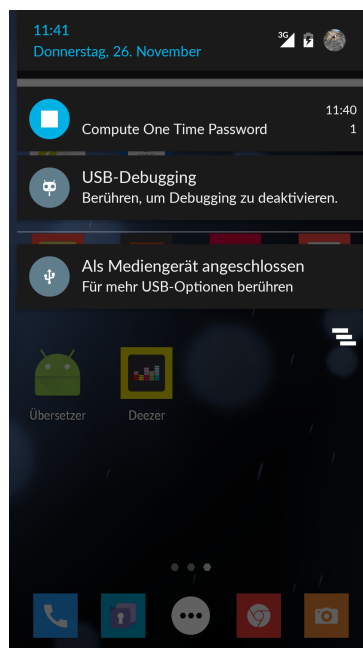 11:41
Donnerstag, 26. November
3G
11:40
Compute One Time Password 1
USB-Debugging
Berühren, um Debugging zu deaktivieren.
Als Mediengerät angeschlossen
Für mehr USB-Optionen berühren
Übersetzer Deezer